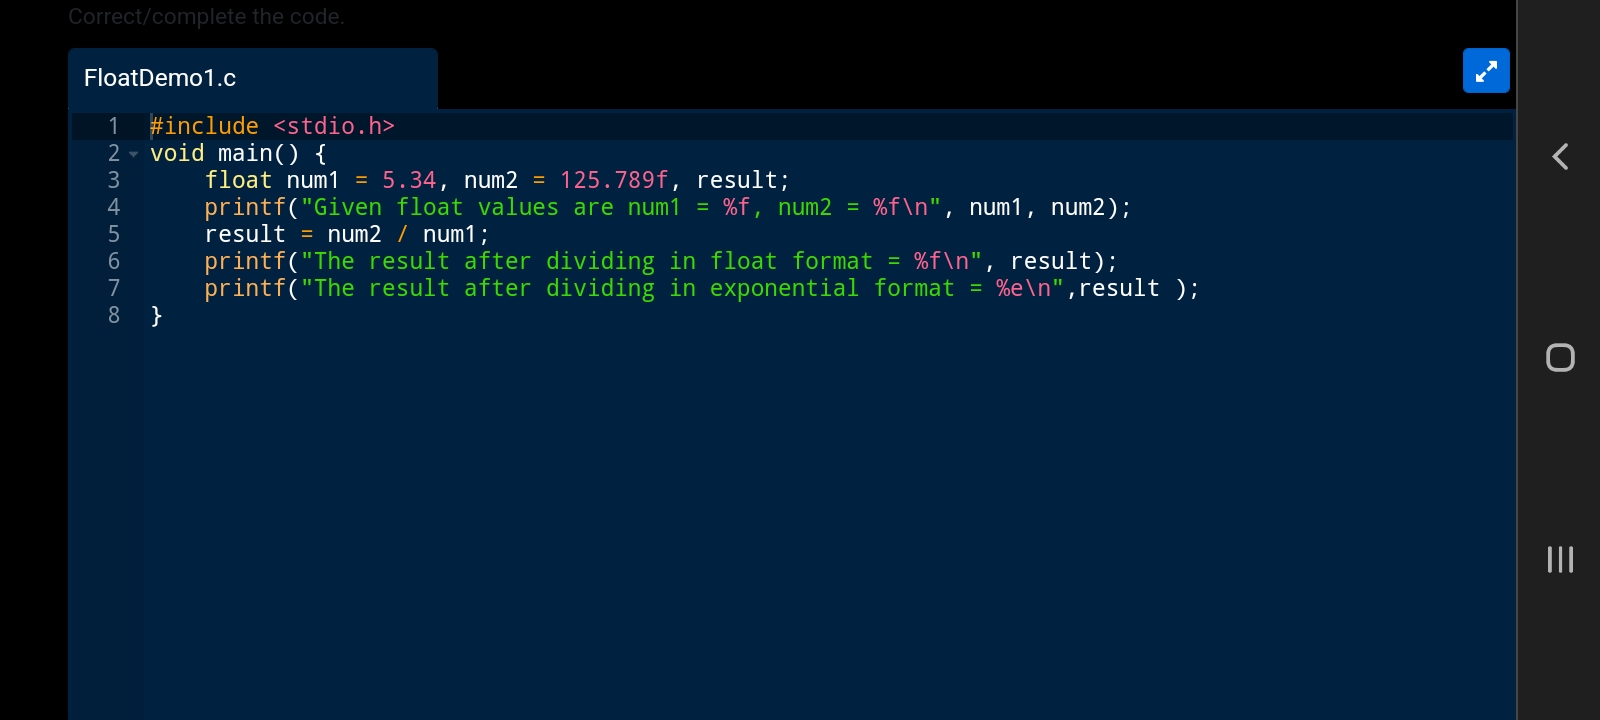 Correct/complete the code.
FloatDemo1.c
1 #include <stdio.h>
2 void main() {
3     float num1 = 5.34, num2 = 125.789f, result;
4     printf("Given float values are num1 = %f, num2 = %f\n", num1, num2);
5     result = num2 / num1;
6     printf("The result after dividing in float format = %f\n", result);
7     printf("The result after dividing in exponential format = %e\n",result );
8 }